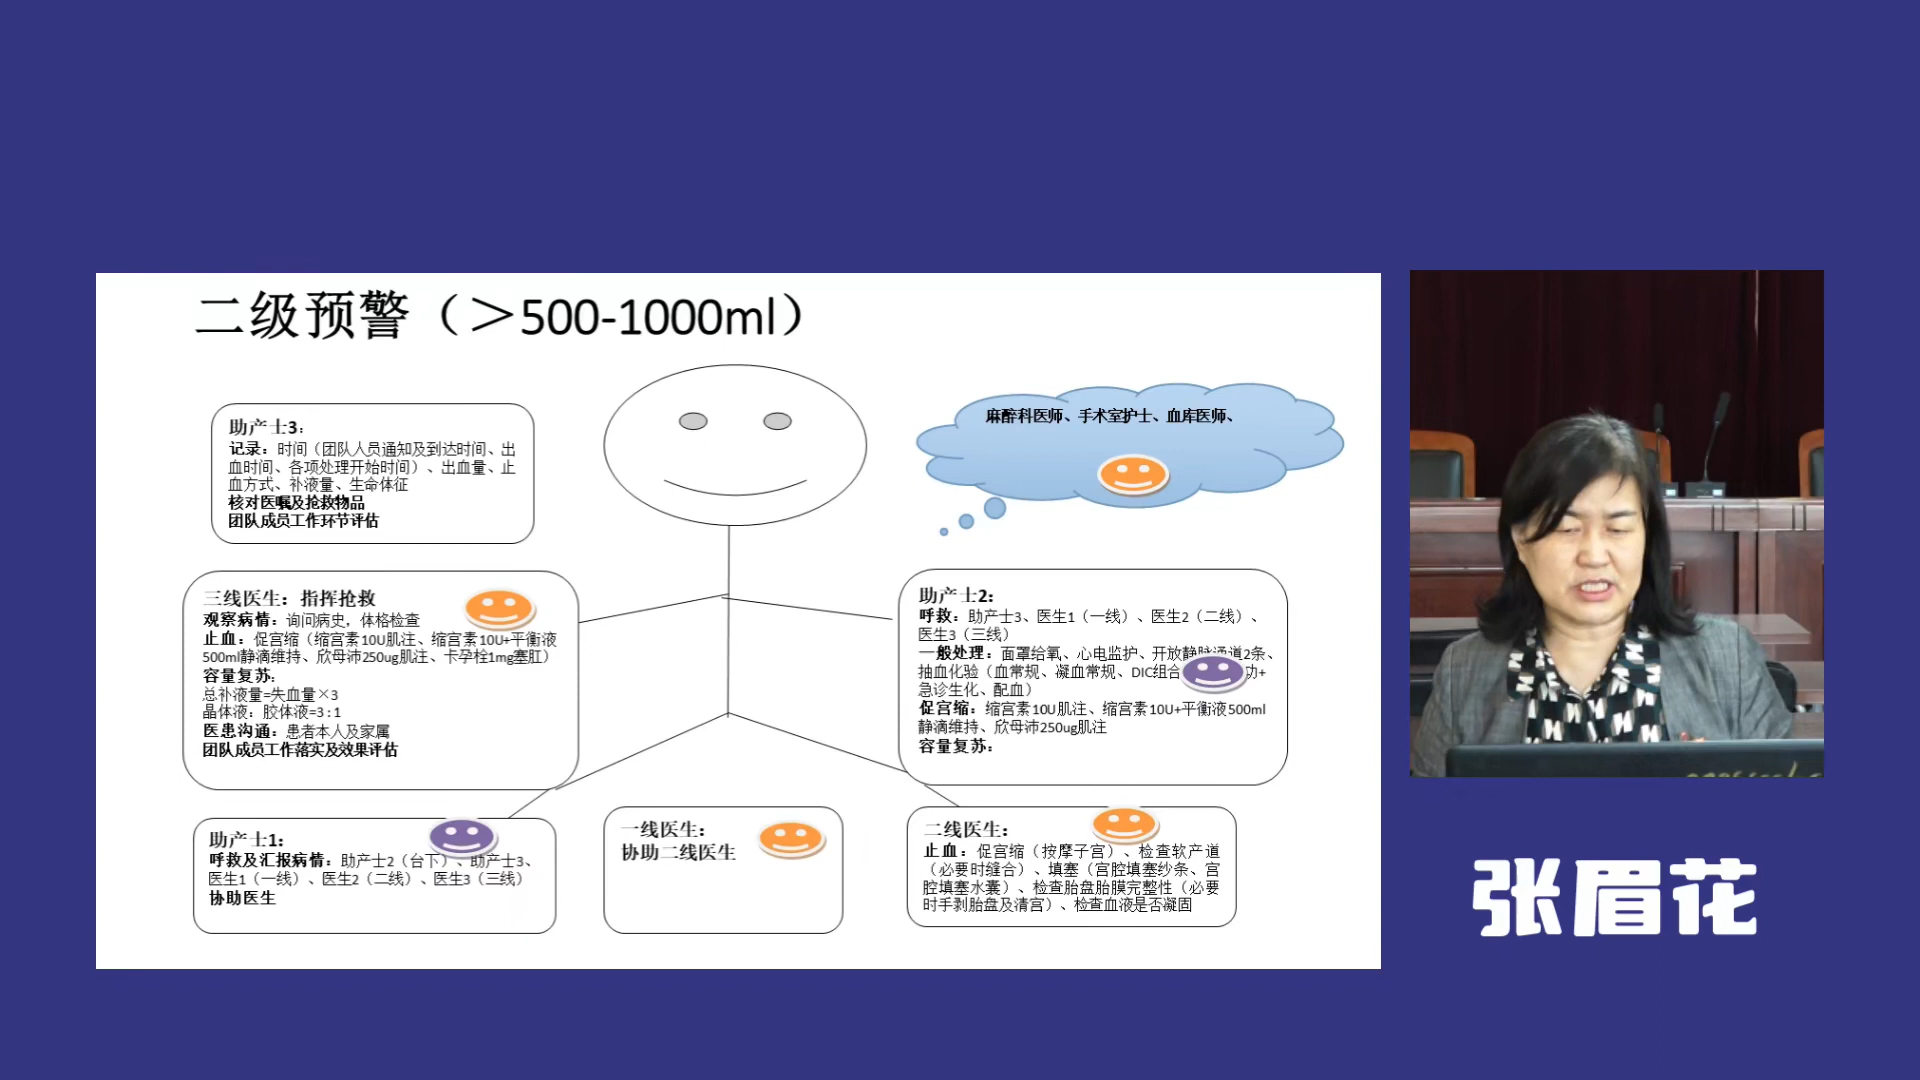 二级预警（＞500-1000ml）
麻醉科医师、手术室护士、血库医师、
助产士3：
记录：时间（团队人员通知及到达时间、出
血时间、各项处理开始时间）、出血量、止
血方式、补液量、生命体征
核对医嘱及抢救物品
团队成员工作环节评估
三线医生：指挥抢救
观察病情：询问病史，体格检查
止血：促宫缩（缩宫素10U肌注、缩宫素10U+平衡液
500ml静滴维持、欣母沛250ug肌注、卡孕栓1mg塞肛）
容量复苏：
总补液量=失血量×3
晶体液：胶体液=3 : 1
医患沟通：患者本人及家属
团队成员工作落实及效果评估
助产士2：
呼救：助产士3、医生1（一线）、医生2（二线）、
医生3（三线）
一般处理：面罩给氧、心电监护、开放静脉通道2条、
抽血化验（血常规、凝血常规、DIC组合 功+
急诊生化、配血）
促宫缩：缩宫素10U肌注、缩宫素10U+平衡液500ml
静滴维持、欣母沛250ug肌注
容量复苏：
助产士1:
呼救及汇报病情：助产士2（台下）、助产士3、
医生1（一线）、医生2（二线）、医生3（三线）
协助医生
一线医生：
协助二线医生
二线医生：
止血：促宫缩（按摩子宫）、检查软产道
（必要时缝合）、填塞（宫腔填塞纱条、宫
腔填塞水囊）、检查胎盘胎膜完整性（必要
时手剥胎盘及清宫）、检查血液是否凝固
张眉花